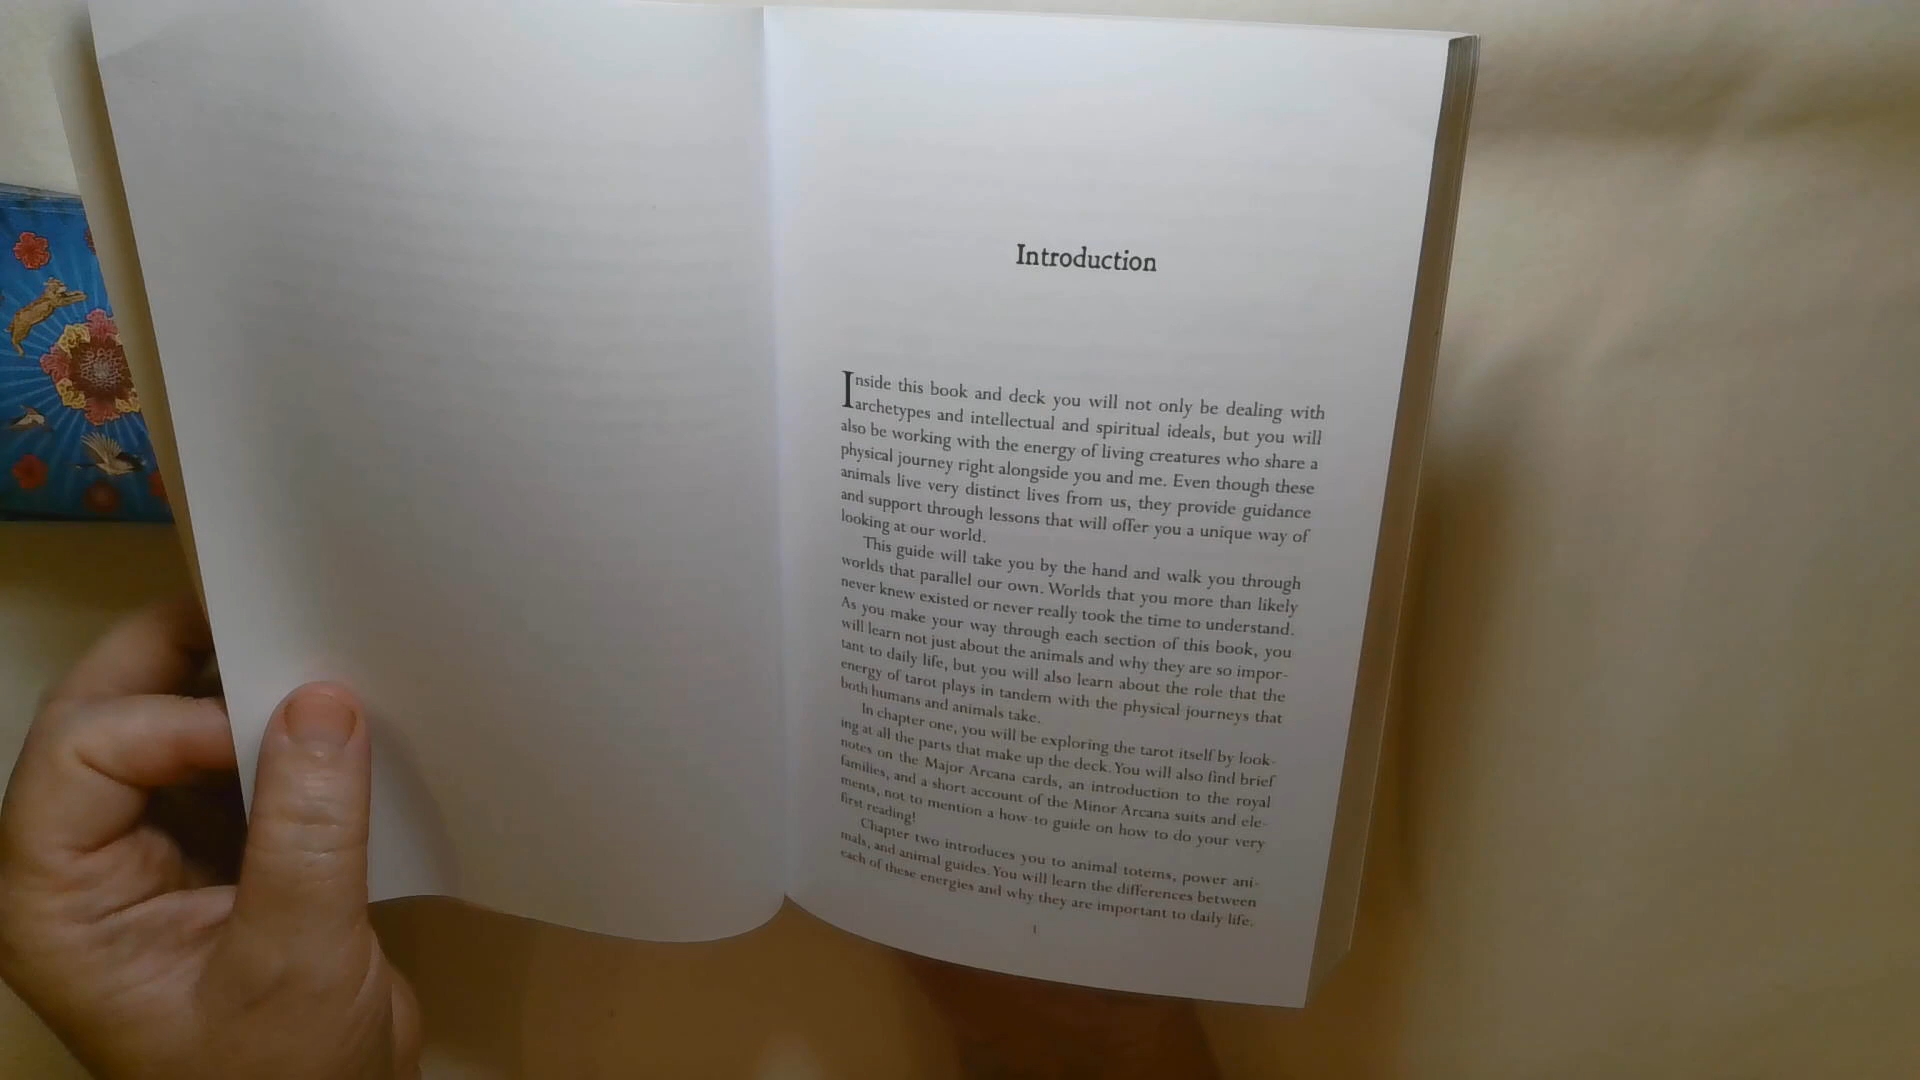 Introduction
Inside this book and deck you will not only be dealing with
archetypes and intellectual and spiritual ideals, but you will
also be working with the energy of living creatures who share a
physical journey right alongside you and me. Even though these
animals live very distinct lives from us, they provide guidance
and support through lessons that will offer you a unique way of
looking at our world.
This guide will take you by the hand and walk you through
worlds that parallel our own. Worlds that you more than likely
never knew existed or never really took the time to understand.
As you make your way through each section of this book, you
will learn not just about the animals and why they are so impor-
tant to daily life, but you will also learn about the role that the
energy of tarot plays in tandem with the physical journeys that
both humans and animals take.
In chapter one, you will be exploring the tarot itself by look-
ing at all the parts that make up the deck. You will also find brief
notes on the Major Arcana cards, an introduction to the royal
families, and a short account of the Minor Arcana suits and ele-
ments, not to mention a how-to guide on how to do your very
first reading!
Chapter two introduces you to animal totems, power ani-
mals, and animal guides. You will learn the differences between
each of these energies and why they are important to daily life.
1